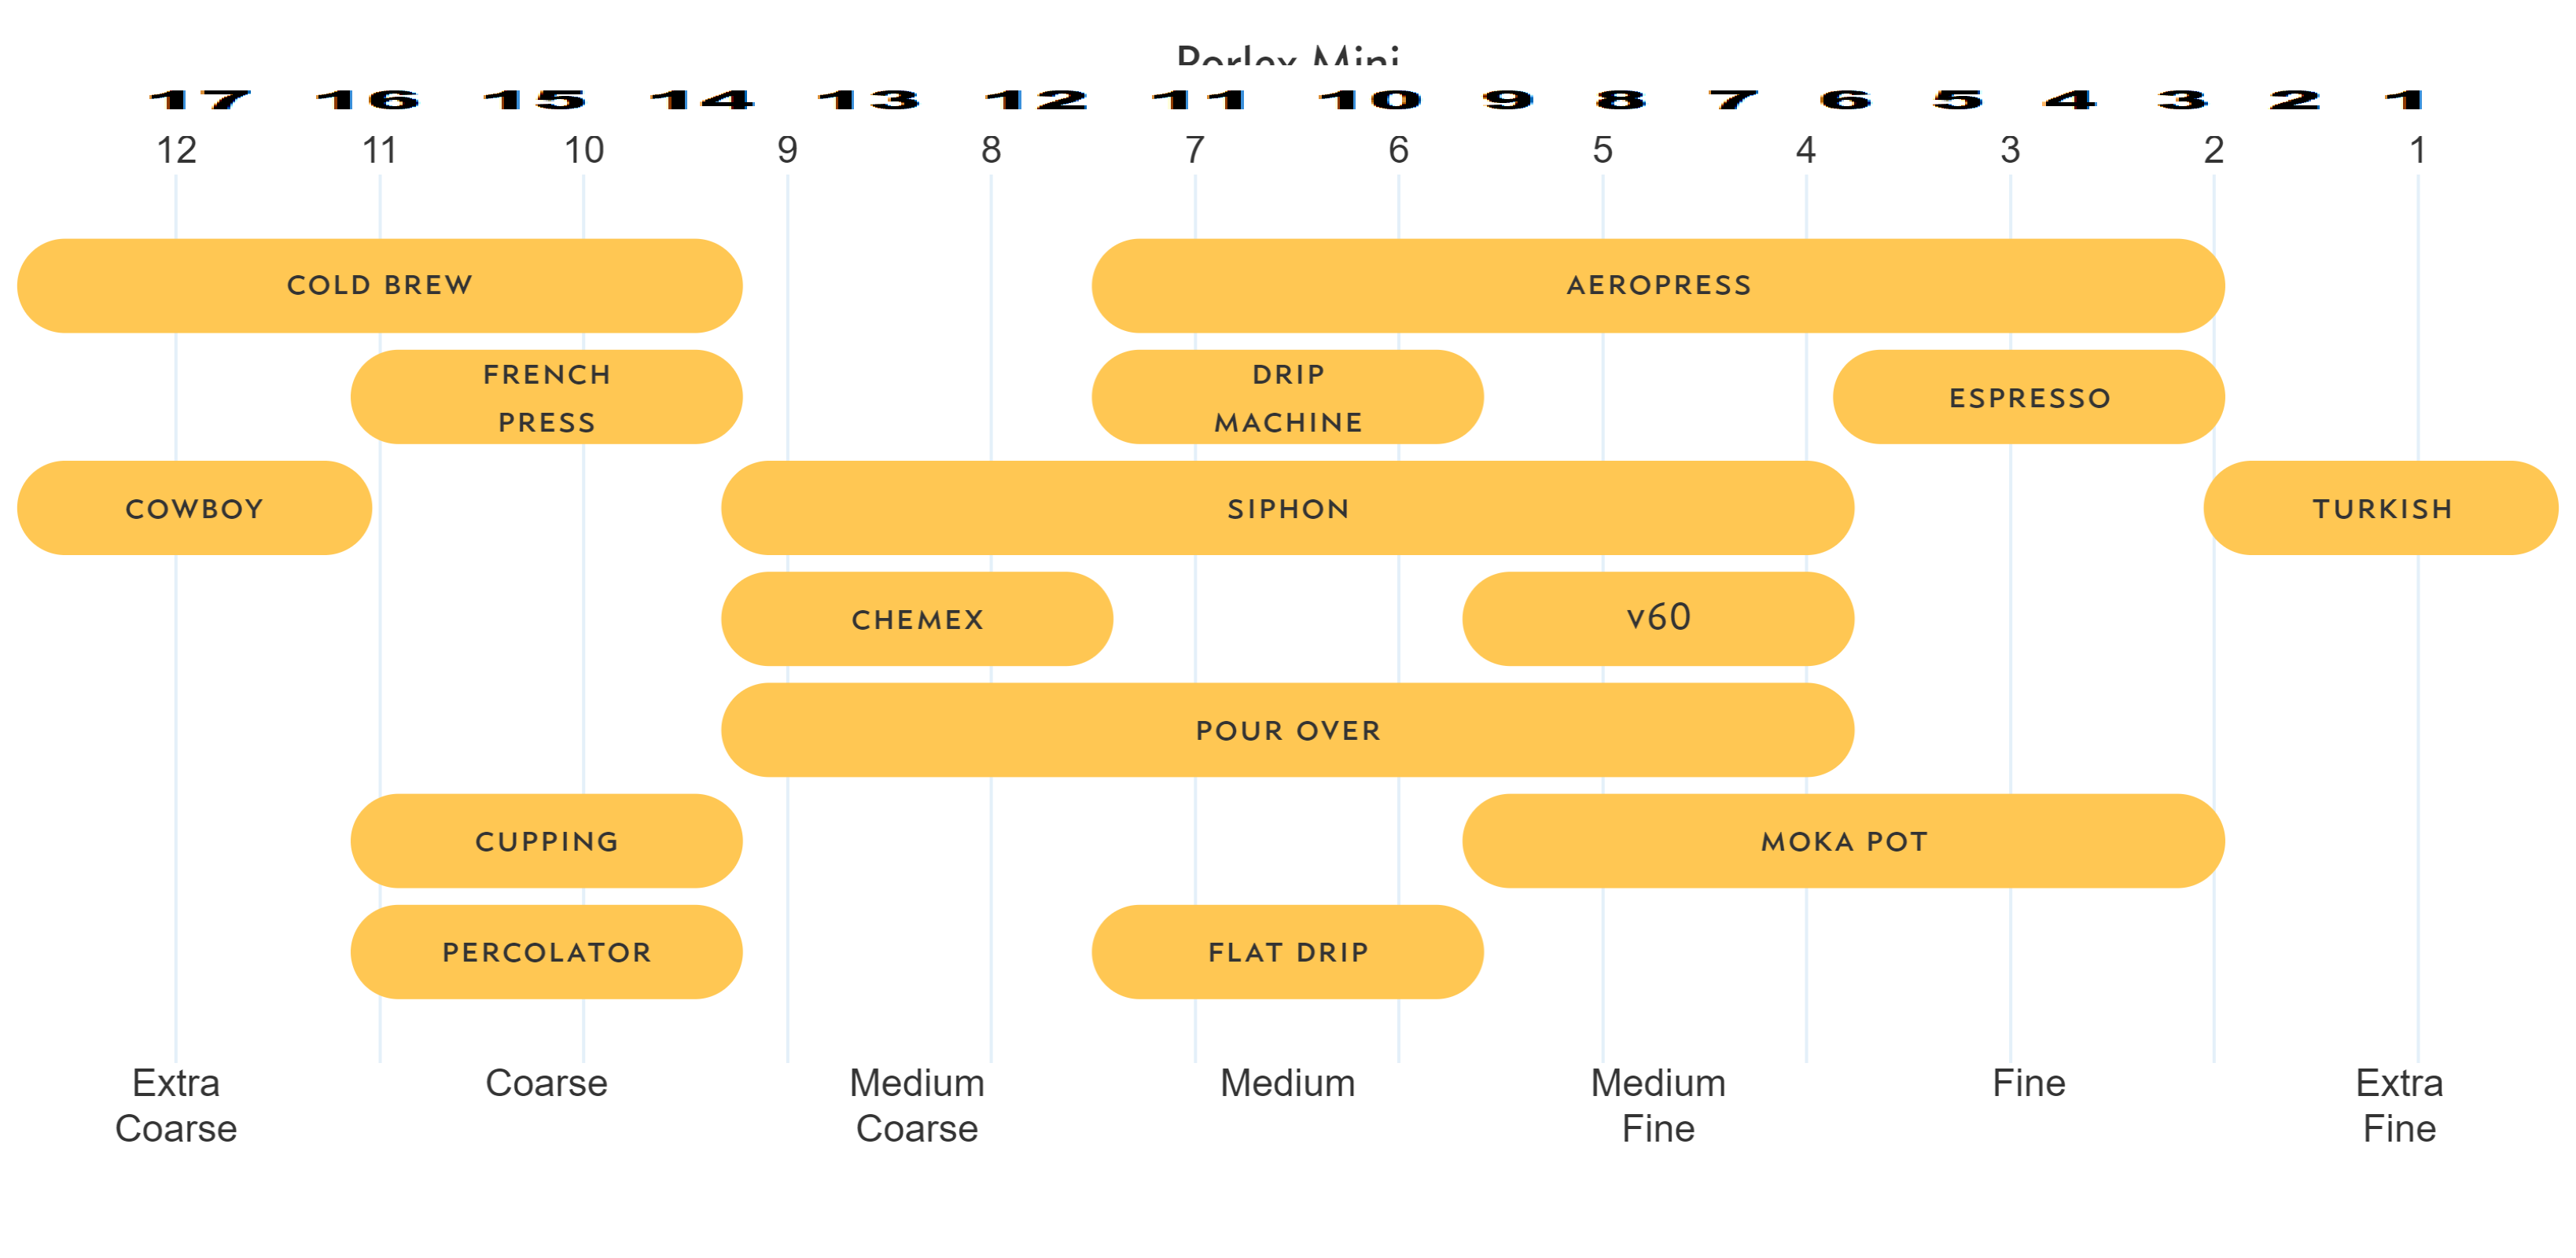 Porlex Mini
17 16 15 14 13 12 11 10 9 8 7 6 5 4 3 2 1
12 11 10 9 8 7 6 5 4 3 2 1
COLD BREW AEROPRESS
FRENCH
PRESS
DRIP
MACHINE
ESPRESSO
COWBOY SIPHON TURKISH
CHEMEX v60
POUR OVER
CUPPING MOKA POT
PERCOLATOR FLAT DRIP
Extra
Coarse
Coarse
Medium
Coarse
Medium
Medium
Fine
Fine
Extra
Fine